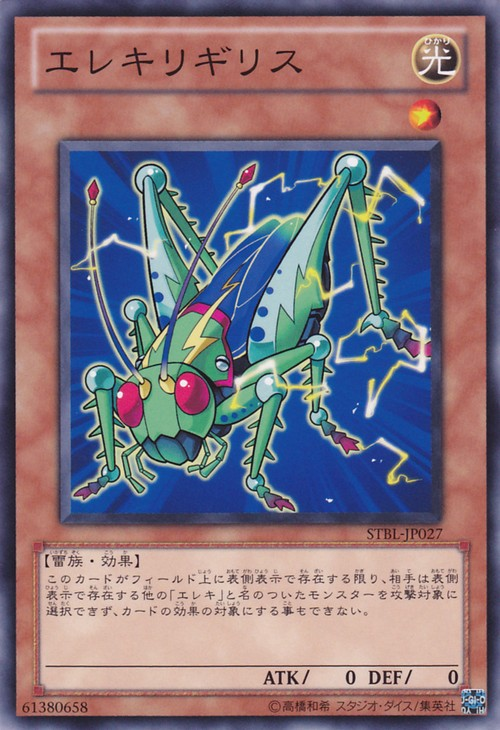 エレキリギリス
ひかり
光
STBL-JP027
【雷族・効果】
このカードがフィールド上に表側表示で存在する限り、相手は表側
表示で存在する他の「エレキ」と名のついたモンスターを攻撃対象に
選択できず、カードの効果の対象にする事もできない。
ATK/ 0 DEF/ 0
61380658
©高橋和希 スタジオ・ダイス/集英社